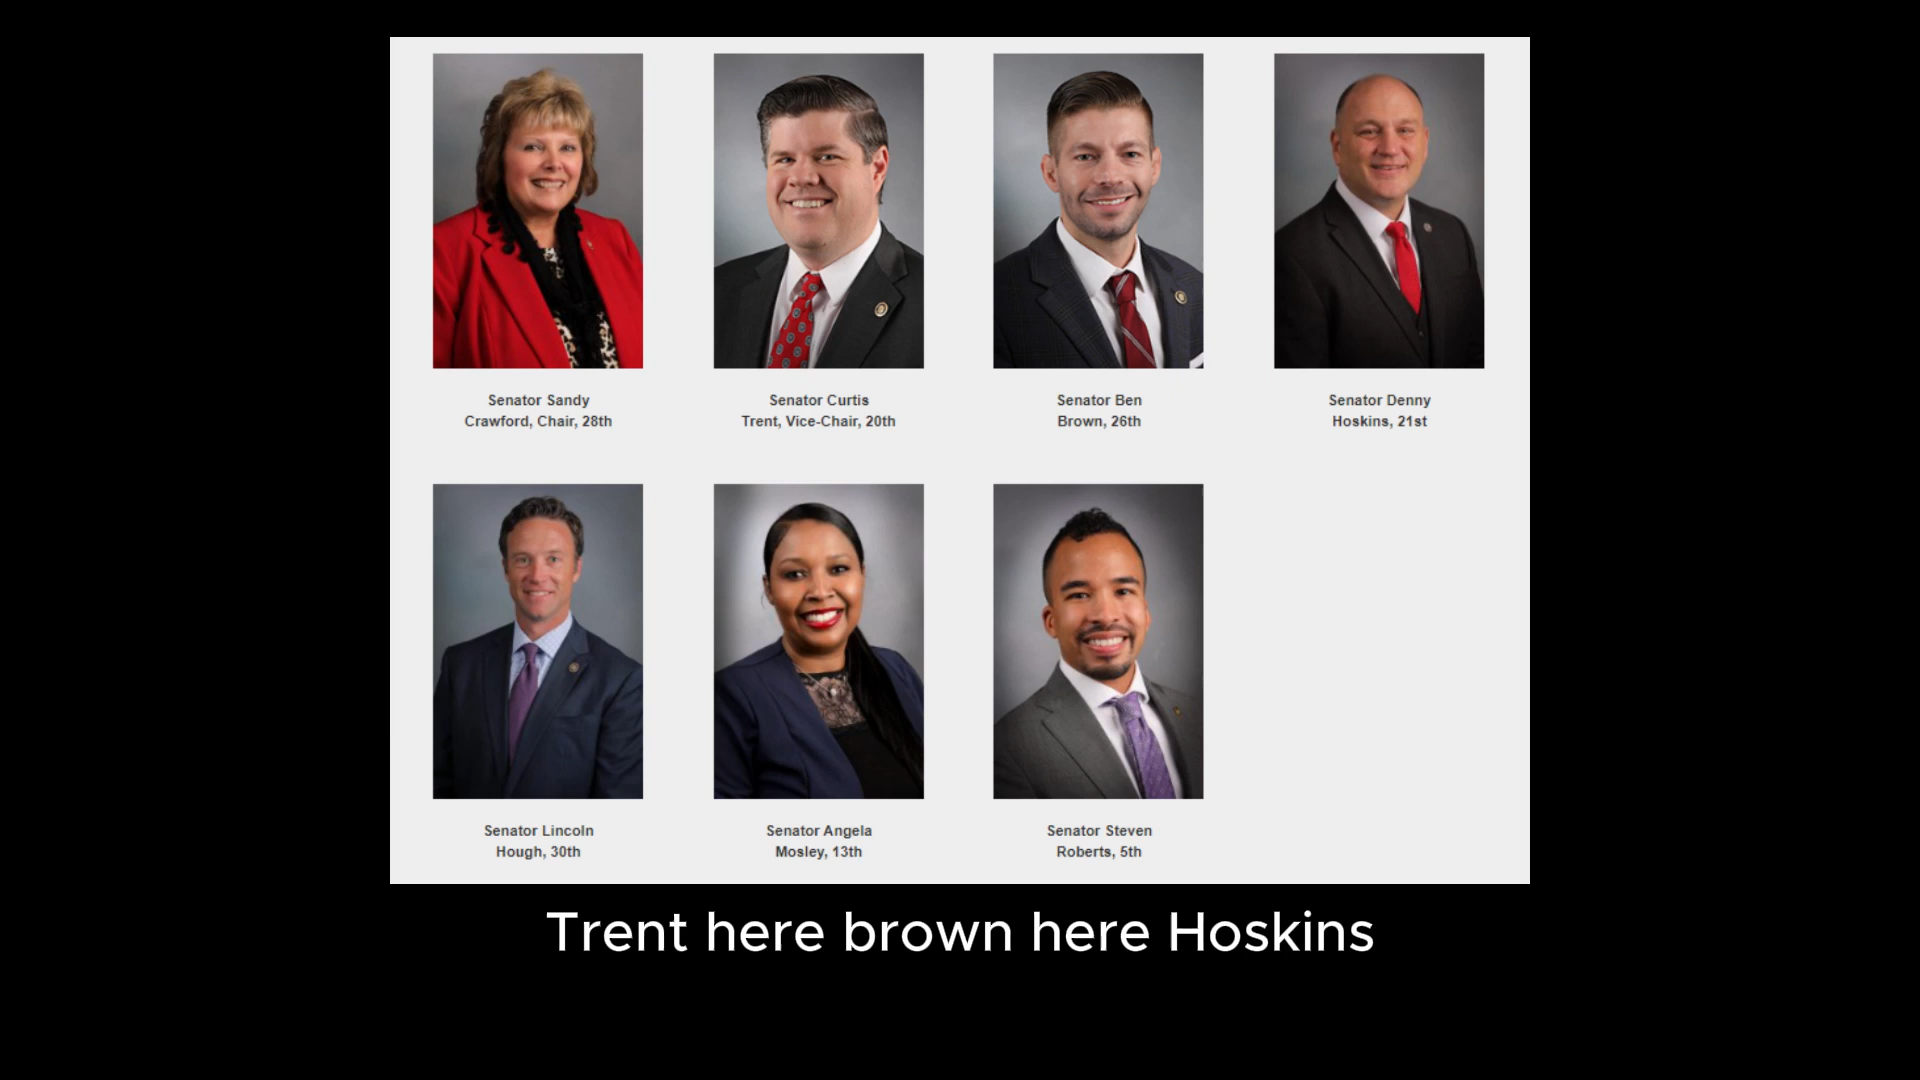 Senator Sandy
Crawford, Chair, 28th
Senator Curtis
Trent, Vice-Chair, 20th
Senator Ben
Brown, 26th
Senator Denny
Hoskins, 21st
Senator Lincoln
Hough, 30th
Senator Angela
Mosley, 13th
Senator Steven
Roberts, 5th
Trent here brown here Hoskins